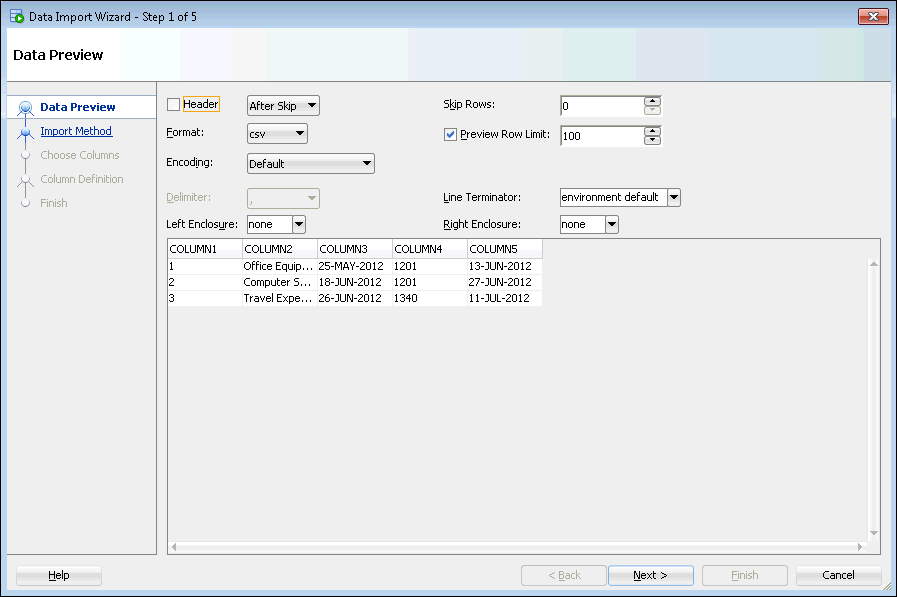 Data Import Wizard - Step 1 of 5
Data Preview
Data Preview
Import Method
Choose Columns
Column Definition
Finish
Header After Skip Skip Rows: 0
Format: csv Preview Row Limit: 100
Encoding: Default
Delimiter: , Line Terminator: environment default
Left Enclosure: none Right Enclosure: none
COLUMN1 COLUMN2 COLUMN3 COLUMN4 COLUMN5
1 Office Equip... 25-MAY-2012 1201 13-JUN-2012
2 Computer S... 18-JUN-2012 1201 27-JUN-2012
3 Travel Expe... 26-JUN-2012 1340 11-JUL-2012
Help < Back Next > Finish Cancel